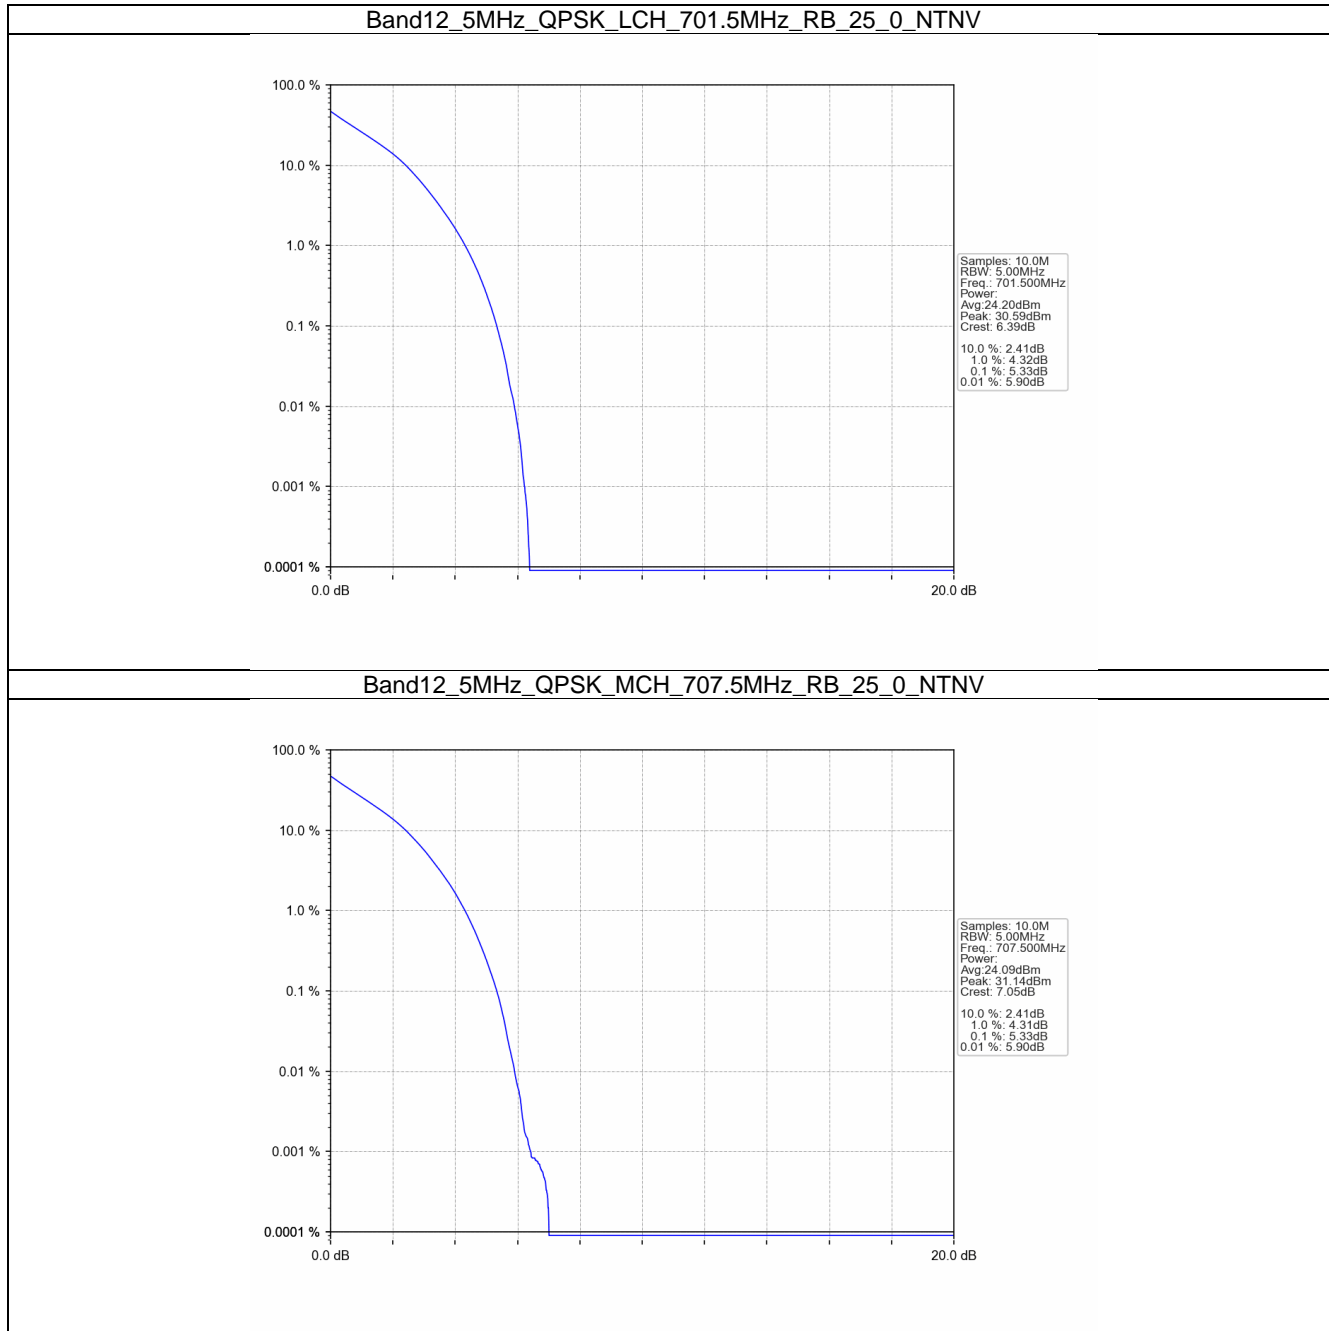 Band12_5MHz_QPSK_LCH_701.5MHz_RB_25_0_NTNV
100.0 %
10.0 %
1.0 %
0.1 %
0.01 %
0.001 %
0.0001 %
0.0 dB
20.0 dB
Samples: 10.0M
RBW: 5.00MHz
Freq.: 701.500MHz
Power:
Avg:24.20dBm
Peak: 30.59dBm
Crest: 6.39dB
10.0 %: 2.41dB
1.0 %: 4.32dB
0.1 %: 5.33dB
0.01 %: 5.90dB
Band12_5MHz_QPSK_MCH_707.5MHz_RB_25_0_NTNV
100.0 %
10.0 %
1.0 %
0.1 %
0.01 %
0.001 %
0.0001 %
0.0 dB
20.0 dB
Samples: 10.0M
RBW: 5.00MHz
Freq.: 707.500MHz
Power:
Avg:24.09dBm
Peak: 31.14dBm
Crest: 7.05dB
10.0 %: 2.41dB
1.0 %: 4.31dB
0.1 %: 5.33dB
0.01 %: 5.90dB